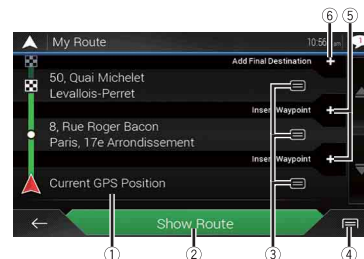 ⑥ ⑤
My Route 10:56
Add Final Destination
50, Quai Michelet
Levallois-Perret
Insert Waypoint
8, Rue Roger Bacon
Paris, 17e Arrondissement
Insert Waypoint
Current GPS Position
Show Route
① ② ③ ④